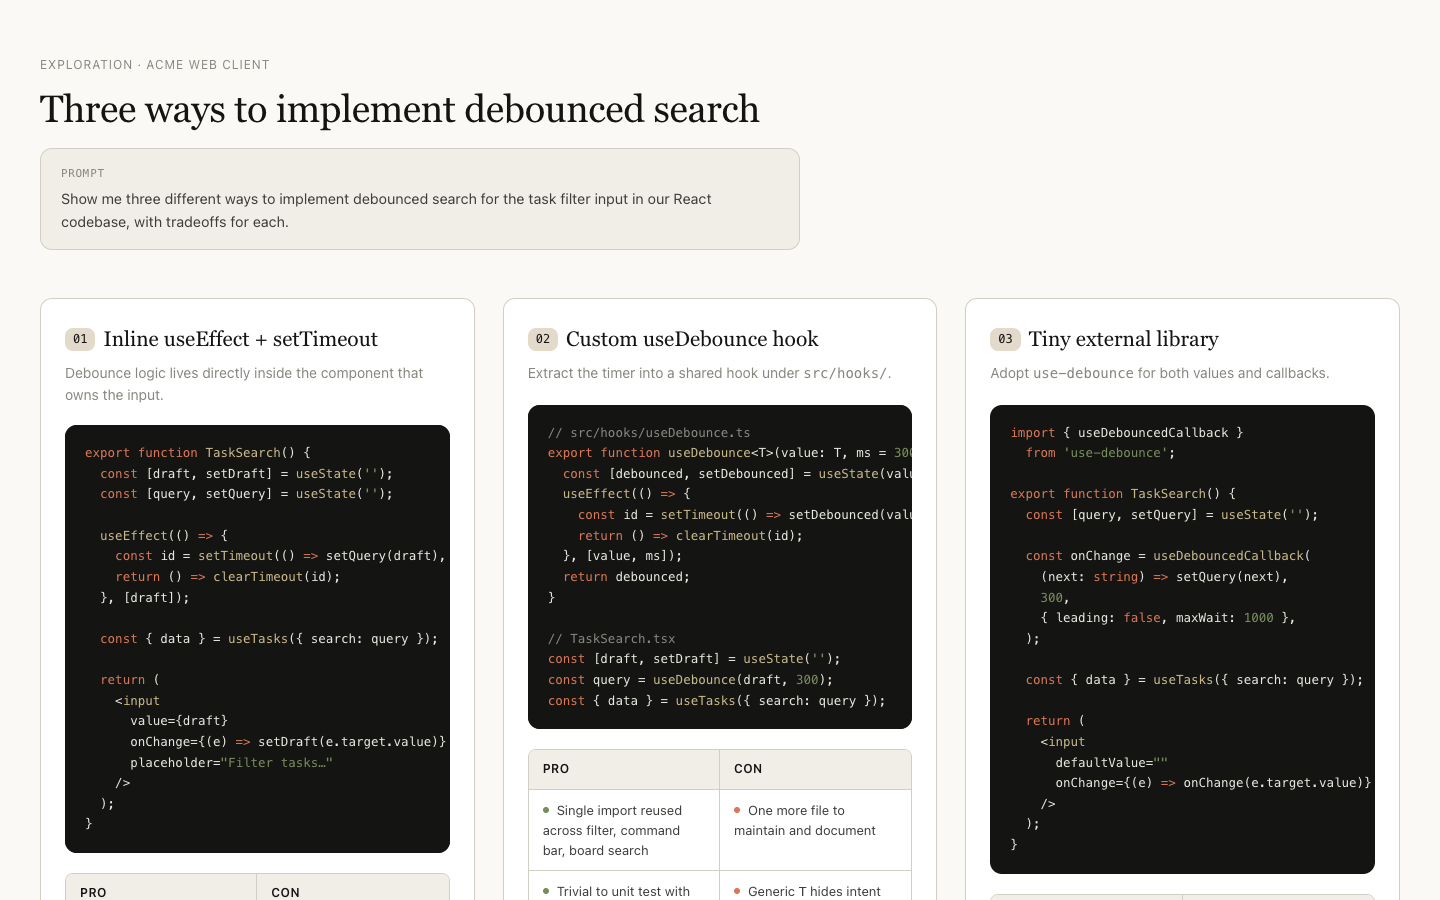 EXPLORATION · ACME WEB CLIENT
Three ways to implement debounced search
PROMPT
Show me three different ways to implement debounced search for the task filter input in our React
codebase, with tradeoffs for each.
01 Inline useEffect + setTimeout
Debounce logic lives directly inside the component that
owns the input.
export function TaskSearch() {
  const [draft, setDraft] = useState('');
  const [query, setQuery] = useState('');
  useEffect(() => {
    const id = setTimeout(() => setQuery(draft),
    return () => clearTimeout(id);
  }, [draft]);
  const { data } = useTasks({ search: query });
  return (
    <input
      value={draft}
      onChange={(e) => setDraft(e.target.value)}
      placeholder="Filter tasks…"
    />
  );
}
PRO CON
02 Custom useDebounce hook
Extract the timer into a shared hook under src/hooks/.
// src/hooks/useDebounce.ts
export function useDebounce<T>(value: T, ms = 300
  const [debounced, setDebounced] = useState(valu
  useEffect(() => {
    const id = setTimeout(() => setDebounced(valu
    return () => clearTimeout(id);
  }, [value, ms]);
  return debounced;
}
// TaskSearch.tsx
const [draft, setDraft] = useState('');
const query = useDebounce(draft, 300);
const { data } = useTasks({ search: query });
PRO CON
Single import reused
across filter, command
bar, board search
One more file to
maintain and document
Trivial to unit test with
Generic T hides intent
03 Tiny external library
Adopt use-debounce for both values and callbacks.
import { useDebouncedCallback }
  from 'use-debounce';
export function TaskSearch() {
  const [query, setQuery] = useState('');
  const onChange = useDebouncedCallback(
    (next: string) => setQuery(next),
    300,
    { leading: false, maxWait: 1000 },
  );
  const { data } = useTasks({ search: query });
  return (
    <input
      defaultValue=""
      onChange={(e) => onChange(e.target.value)}
    />
  );
}